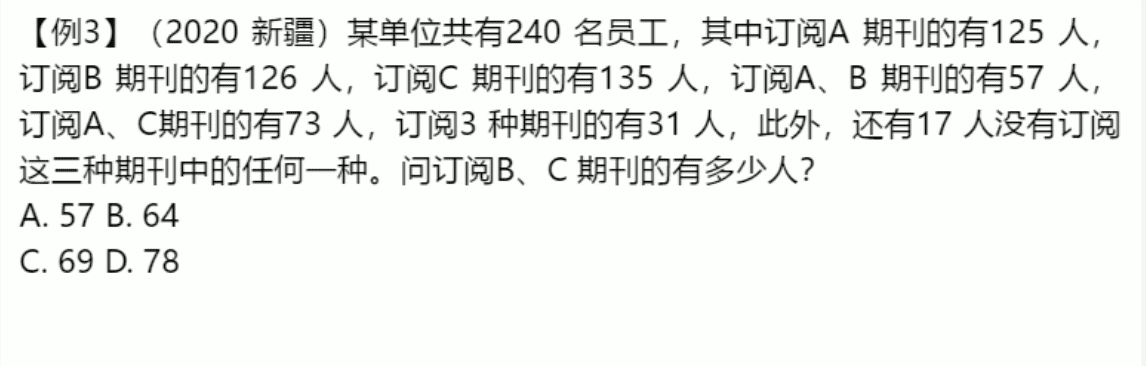 【例3】（2020 新疆）某单位共有240 名员工，其中订阅A 期刊的有125 人，
订阅B 期刊的有126 人，订阅C 期刊的有135 人，订阅A、B 期刊的有57 人，
订阅A、C期刊的有73 人，订阅3 种期刊的有31 人，此外，还有17 人没有订阅
这三种期刊中的任何一种。问订阅B、C 期刊的有多少人？
A. 57 B. 64
C. 69 D. 78